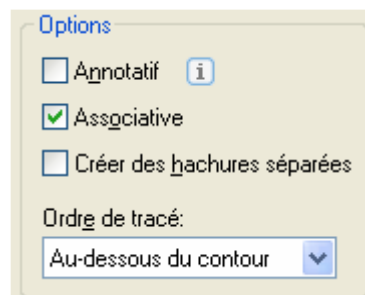 Options
Annotatif
Associative
Créer des hachures séparées
Ordre de tracé:
Au-dessous du contour